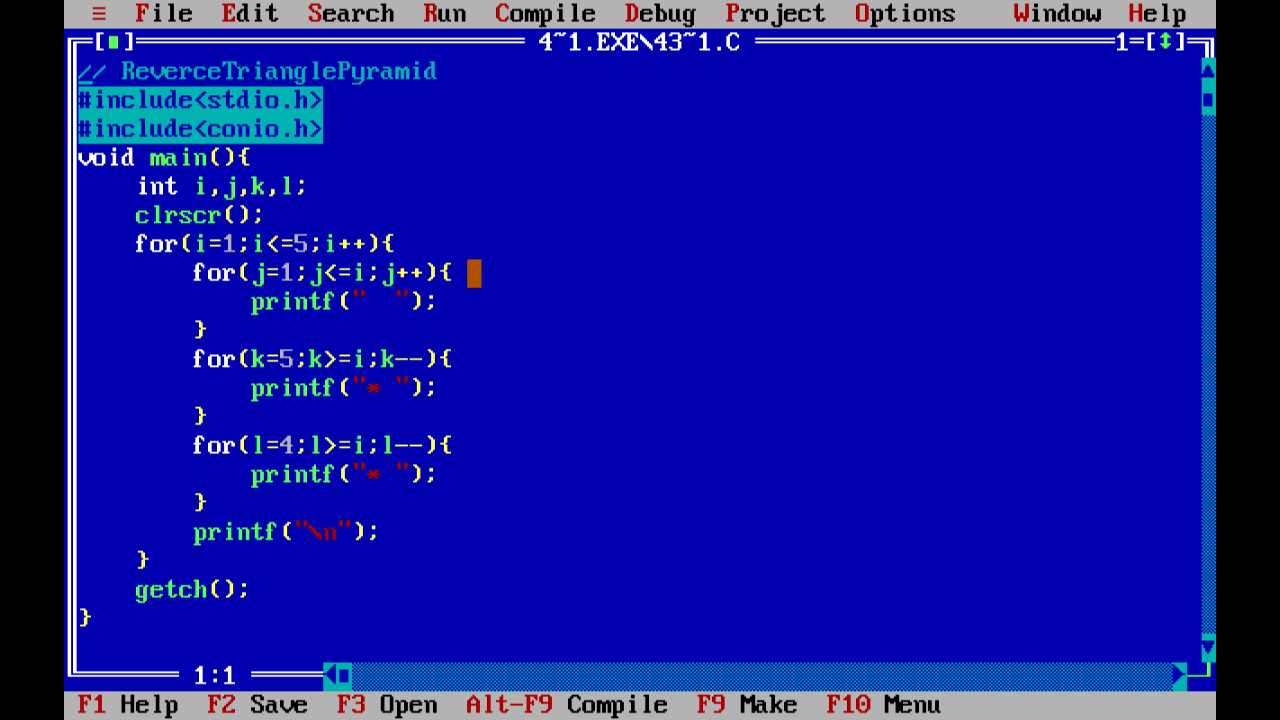 ≡ File Edit Search Run Compile Debug Project Options Window Help
[■] 4~1.EXE\43~1.C 1=[↕]
// ReverceTrianglePyramid
#include<stdio.h>
#include<conio.h>
void main(){
    int i,j,k,l;
    clrscr();
    for(i=1;i<=5;i++){
        for(j=1;j<=i;j++){
            printf("  ");
        }
        for(k=5;k>=i;k--){
            printf("* ");
        }
        for(l=4;l>=i;l--){
            printf("* ");
        }
        printf("\n");
    }
    getch();
}
1:1
F1 Help F2 Save F3 Open Alt-F9 Compile F9 Make F10 Menu